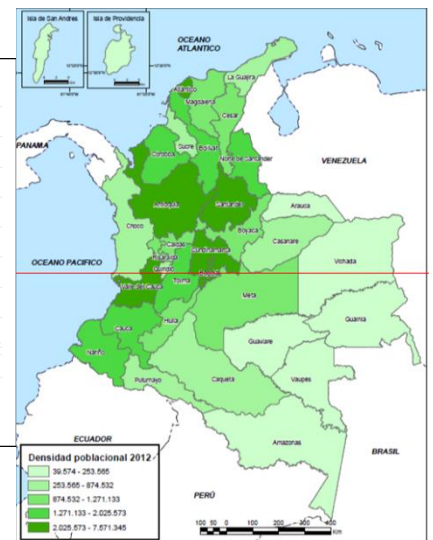 Isla de San Andres
Isla de Providencia
OCEANO
ATLANTICO
La Guajira
Atlantico
Magdalena
Cesar
PANAMA
Sucre
Cordoba
Bolivar
Norte de Santander
VENEZUELA
Antioquia
Santander
Arauca
Choco
Boyaca
Caldas
Casanare
Cundinamarca
Risaralda
OCEANO PACIFICO
Quindio
Vichada
Valle del Cauca
Tolima
Meta
Guainia
Huila
Cauca
Guaviare
Nariño
Vaupes
Putumayo
Caqueta
Amazonas
ECUADOR
BRASIL
PERÚ
Densidad poblacional 2012
39.574 - 253.565
253.565 - 874.532
874.532 - 1.271.133
1.271.133 - 2.025.573
2.025.573 - 7.571.345
100 50 0 100 200 300 400